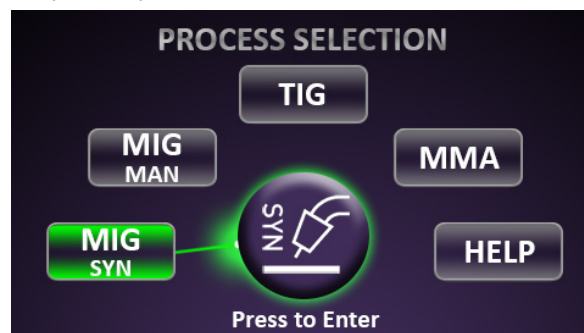 PROCESS SELECTION
TIG
MIG
MAN
MMA
MIG
SYN
SYN
HELP
Press to Enter